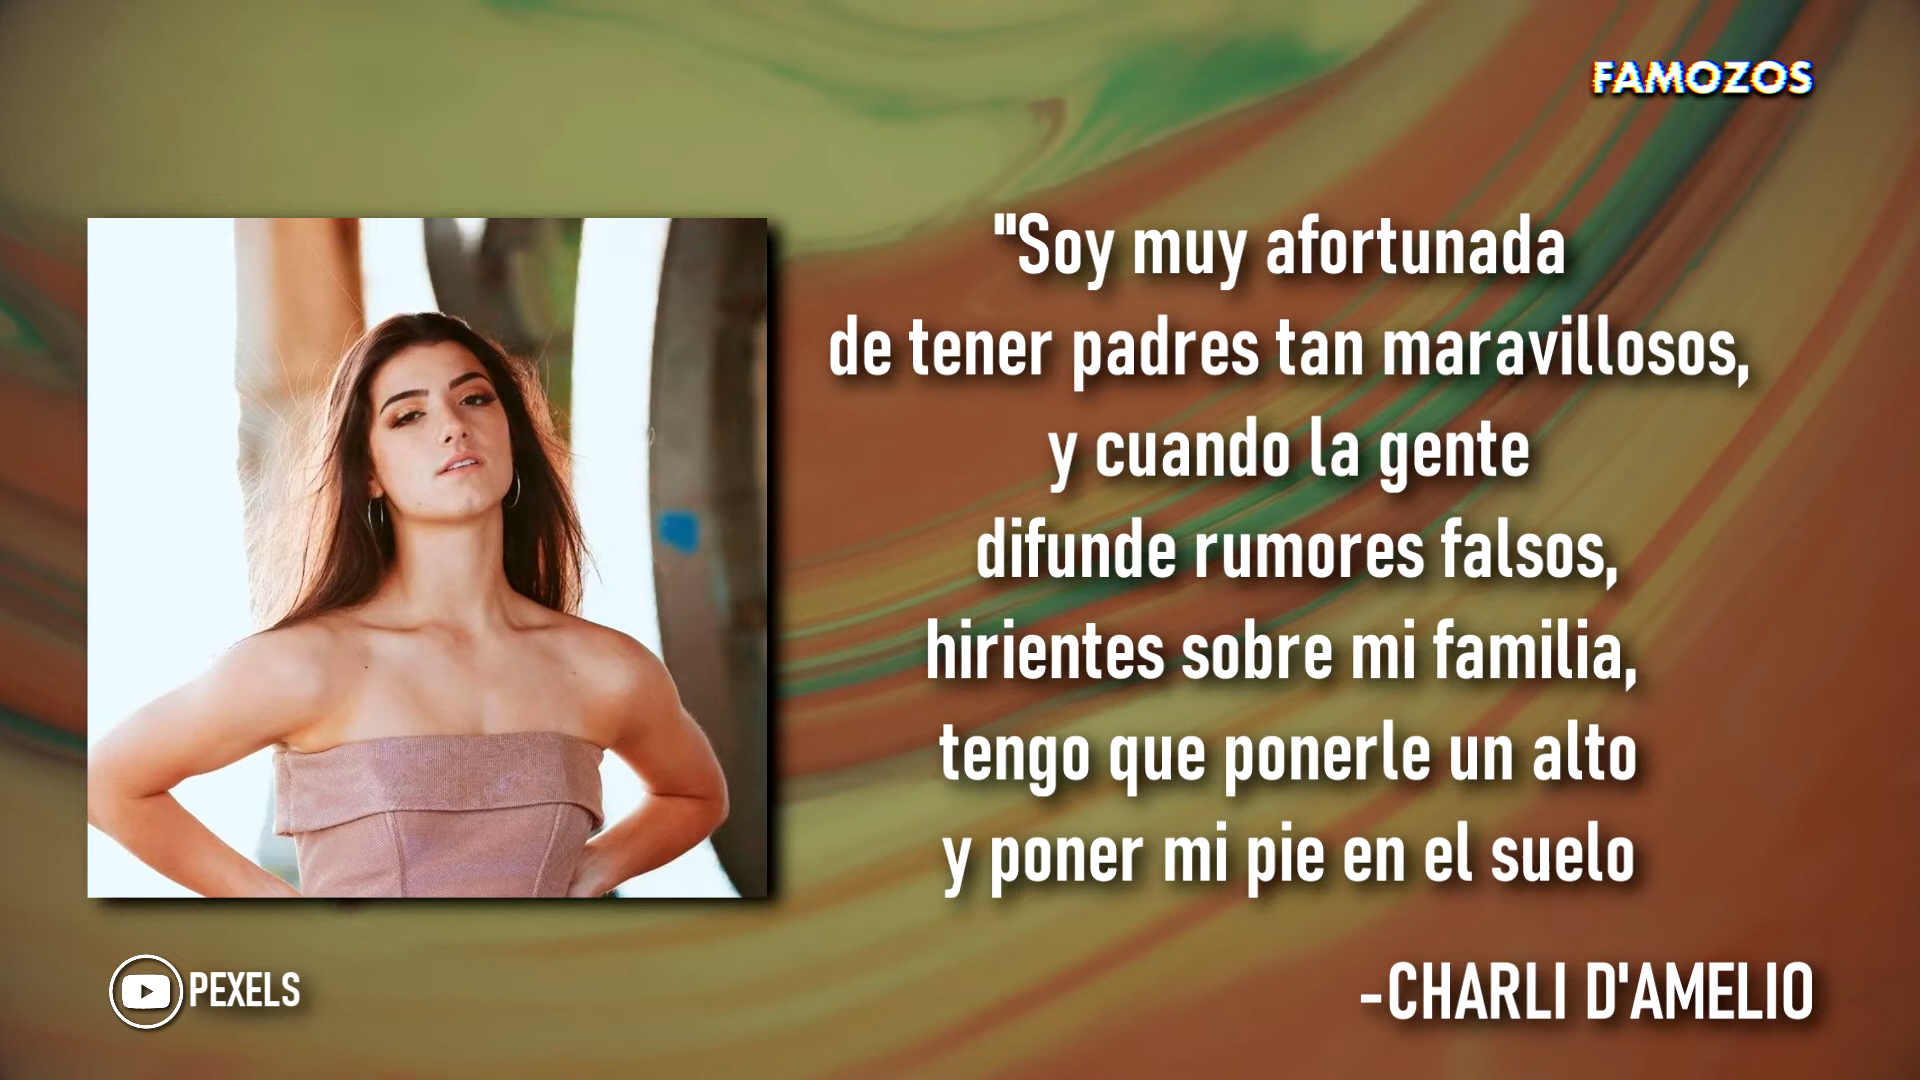 FAMOZOS
"Soy muy afortunada
de tener padres tan maravillosos,
y cuando la gente
difunde rumores falsos,
hirientes sobre mi familia,
tengo que ponerle un alto
y poner mi pie en el suelo
-CHARLI D'AMELIO
PEXELS